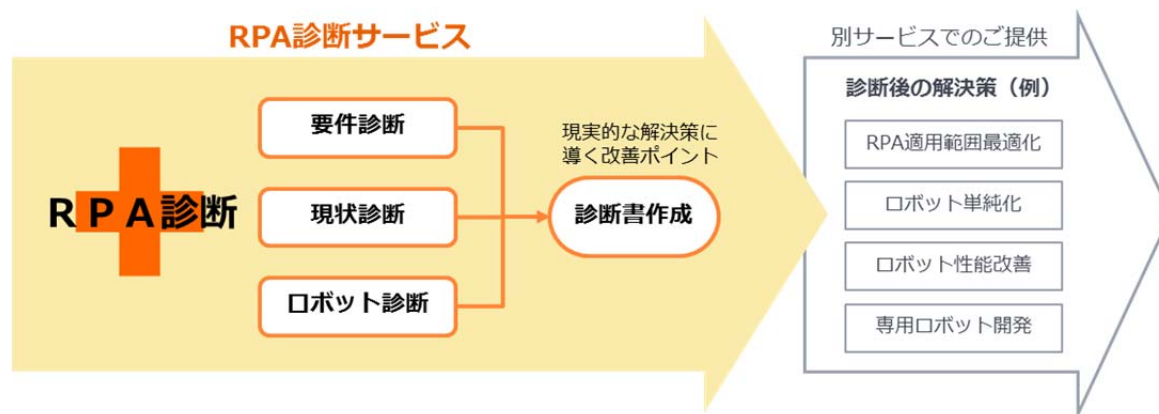 RPA診断サービス
RPA診断
要件診断
現状診断
ロボット診断
現実的な解決策に
導く改善ポイント
診断書作成
別サービスでのご提供
診断後の解決策（例）
RPA適用範囲最適化
ロボット単純化
ロボット性能改善
専用ロボット開発